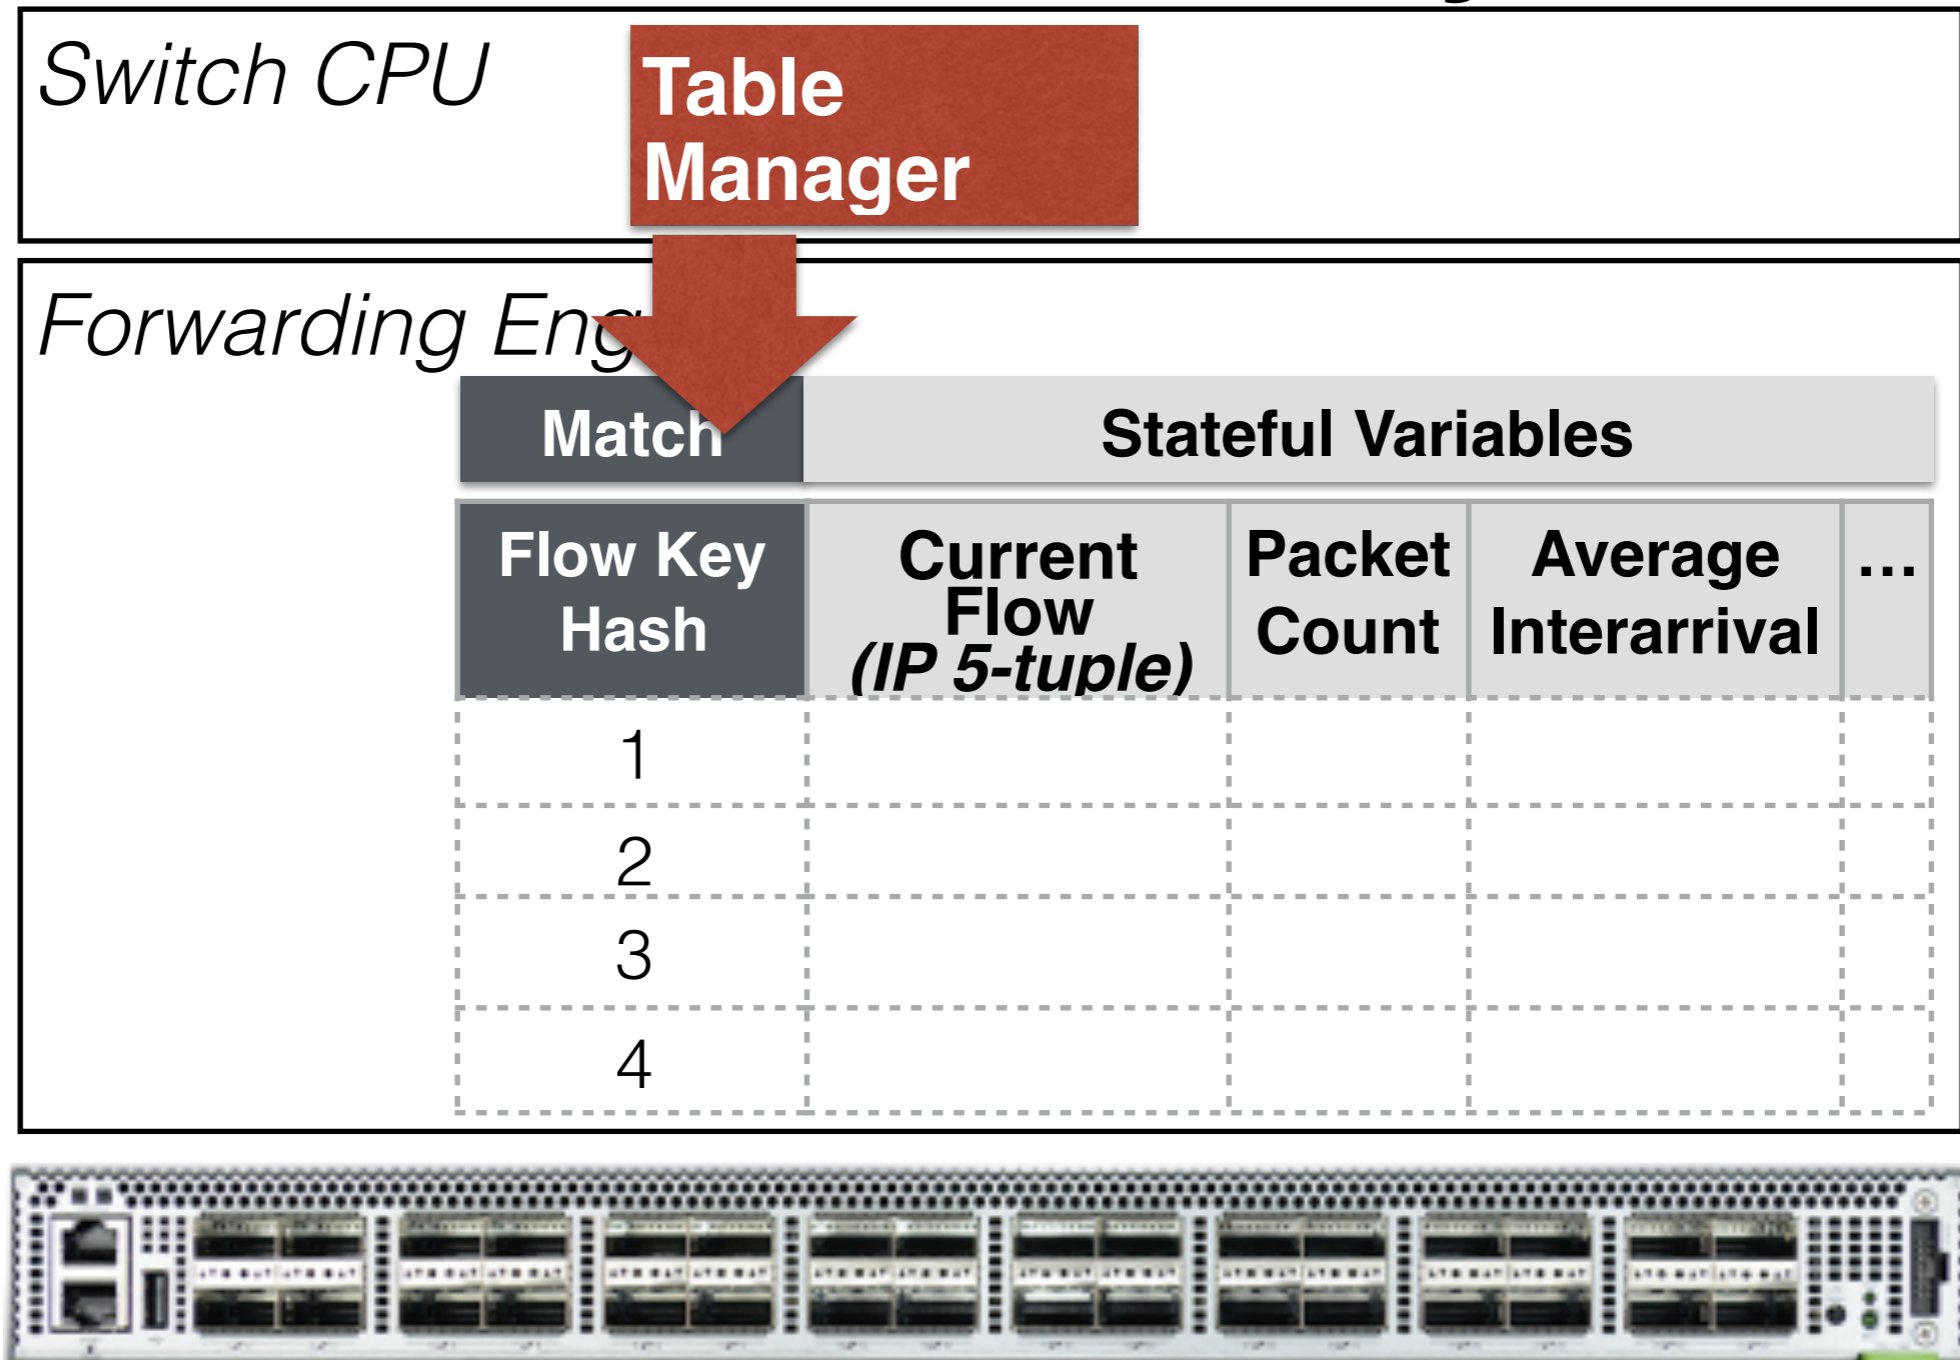 Switch CPU
Table
Manager
Forwarding Eng
Match
Stateful Variables
Flow Key
Hash
Current
Flow
(IP 5-tuple)
Packet
Count
Average
Interarrival
...
1
2
3
4